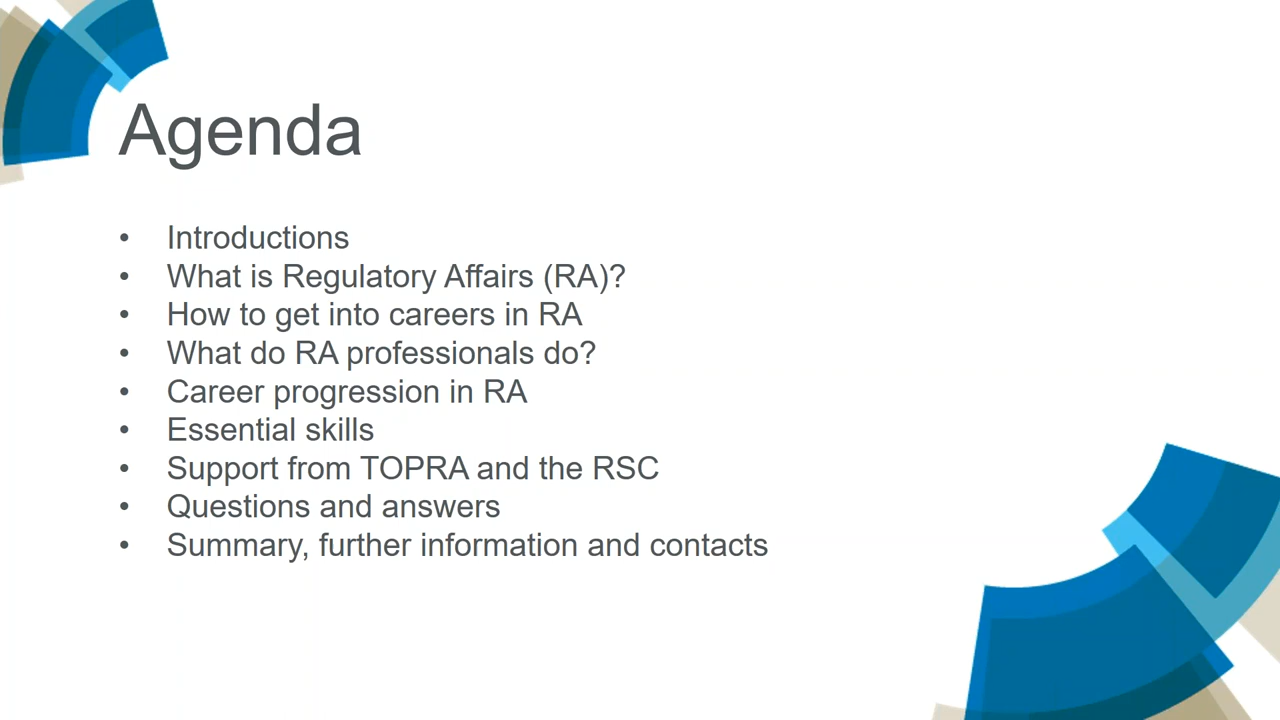 Agenda
• Introductions
• What is Regulatory Affairs (RA)?
• How to get into careers in RA
• What do RA professionals do?
• Career progression in RA
• Essential skills
• Support from TOPRA and the RSC
• Questions and answers
• Summary, further information and contacts